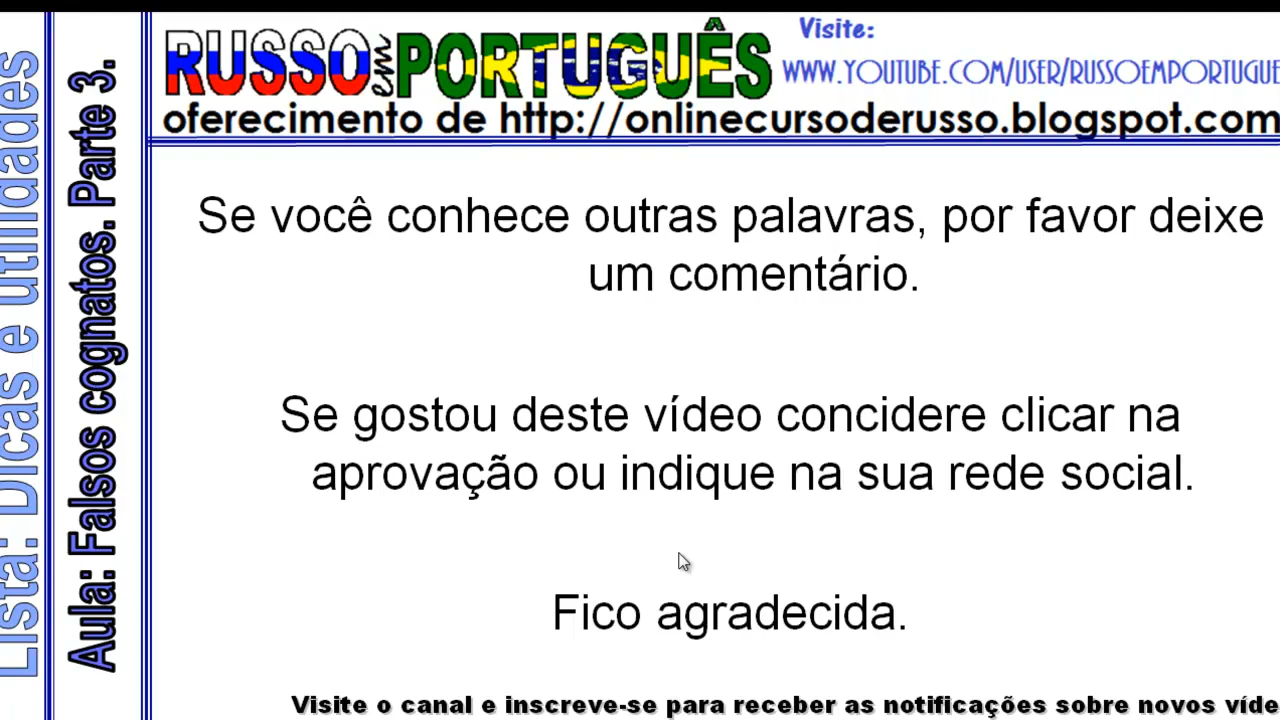 Lista: Dicas e utilidades
Aula: Falsos cognatos. Parte 3.
RUSSO em PORTUGUÊS
Visite:
WWW.YOUTUBE.COM/USER/RUSSOEMPORTUGUE
oferecimento de http://onlinecursoderusso.blogspot.com
Se você conhece outras palavras, por favor deixe
um comentário.
Se gostou deste vídeo concidere clicar na
aprovação ou indique na sua rede social.
Fico agradecida.
Visite o canal e inscreve-se para receber as notificações sobre novos víde